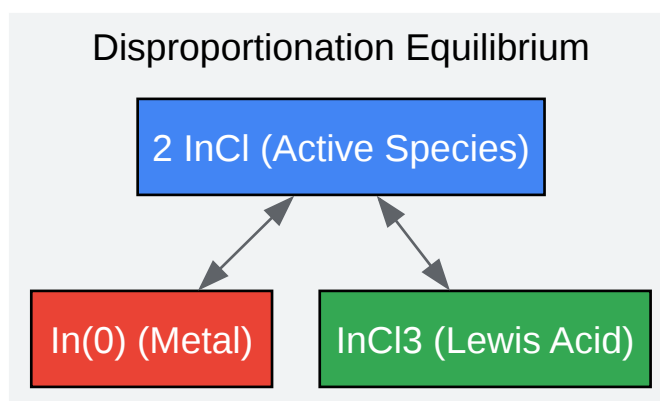 Disproportionation Equilibrium
2 InCl (Active Species)
In(0) (Metal)
InCl3 (Lewis Acid)